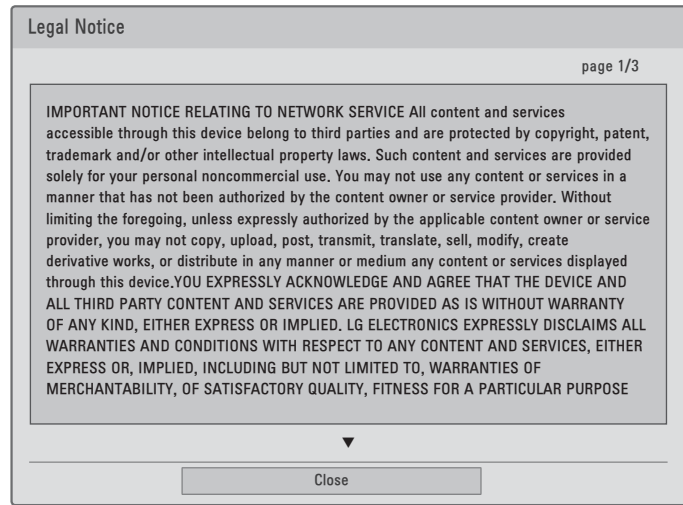 Legal Notice
page 1/3
IMPORTANT NOTICE RELATING TO NETWORK SERVICE All content and services
accessible through this device belong to third parties and are protected by copyright, patent,
trademark and/or other intellectual property laws. Such content and services are provided
solely for your personal noncommercial use. You may not use any content or services in a
manner that has not been authorized by the content owner or service provider. Without
limiting the foregoing, unless expressly authorized by the applicable content owner or service
provider, you may not copy, upload, post, transmit, translate, sell, modify, create
derivative works, or distribute in any manner or medium any content or services displayed
through this device.YOU EXPRESSLY ACKNOWLEDGE AND AGREE THAT THE DEVICE AND
ALL THIRD PARTY CONTENT AND SERVICES ARE PROVIDED AS IS WITHOUT WARRANTY
OF ANY KIND, EITHER EXPRESS OR IMPLIED. LG ELECTRONICS EXPRESSLY DISCLAIMS ALL
WARRANTIES AND CONDITIONS WITH RESPECT TO ANY CONTENT AND SERVICES, EITHER
EXPRESS OR, IMPLIED, INCLUDING BUT NOT LIMITED TO, WARRANTIES OF
MERCHANTABILITY, OF SATISFACTORY QUALITY, FITNESS FOR A PARTICULAR PURPOSE
▼
Close